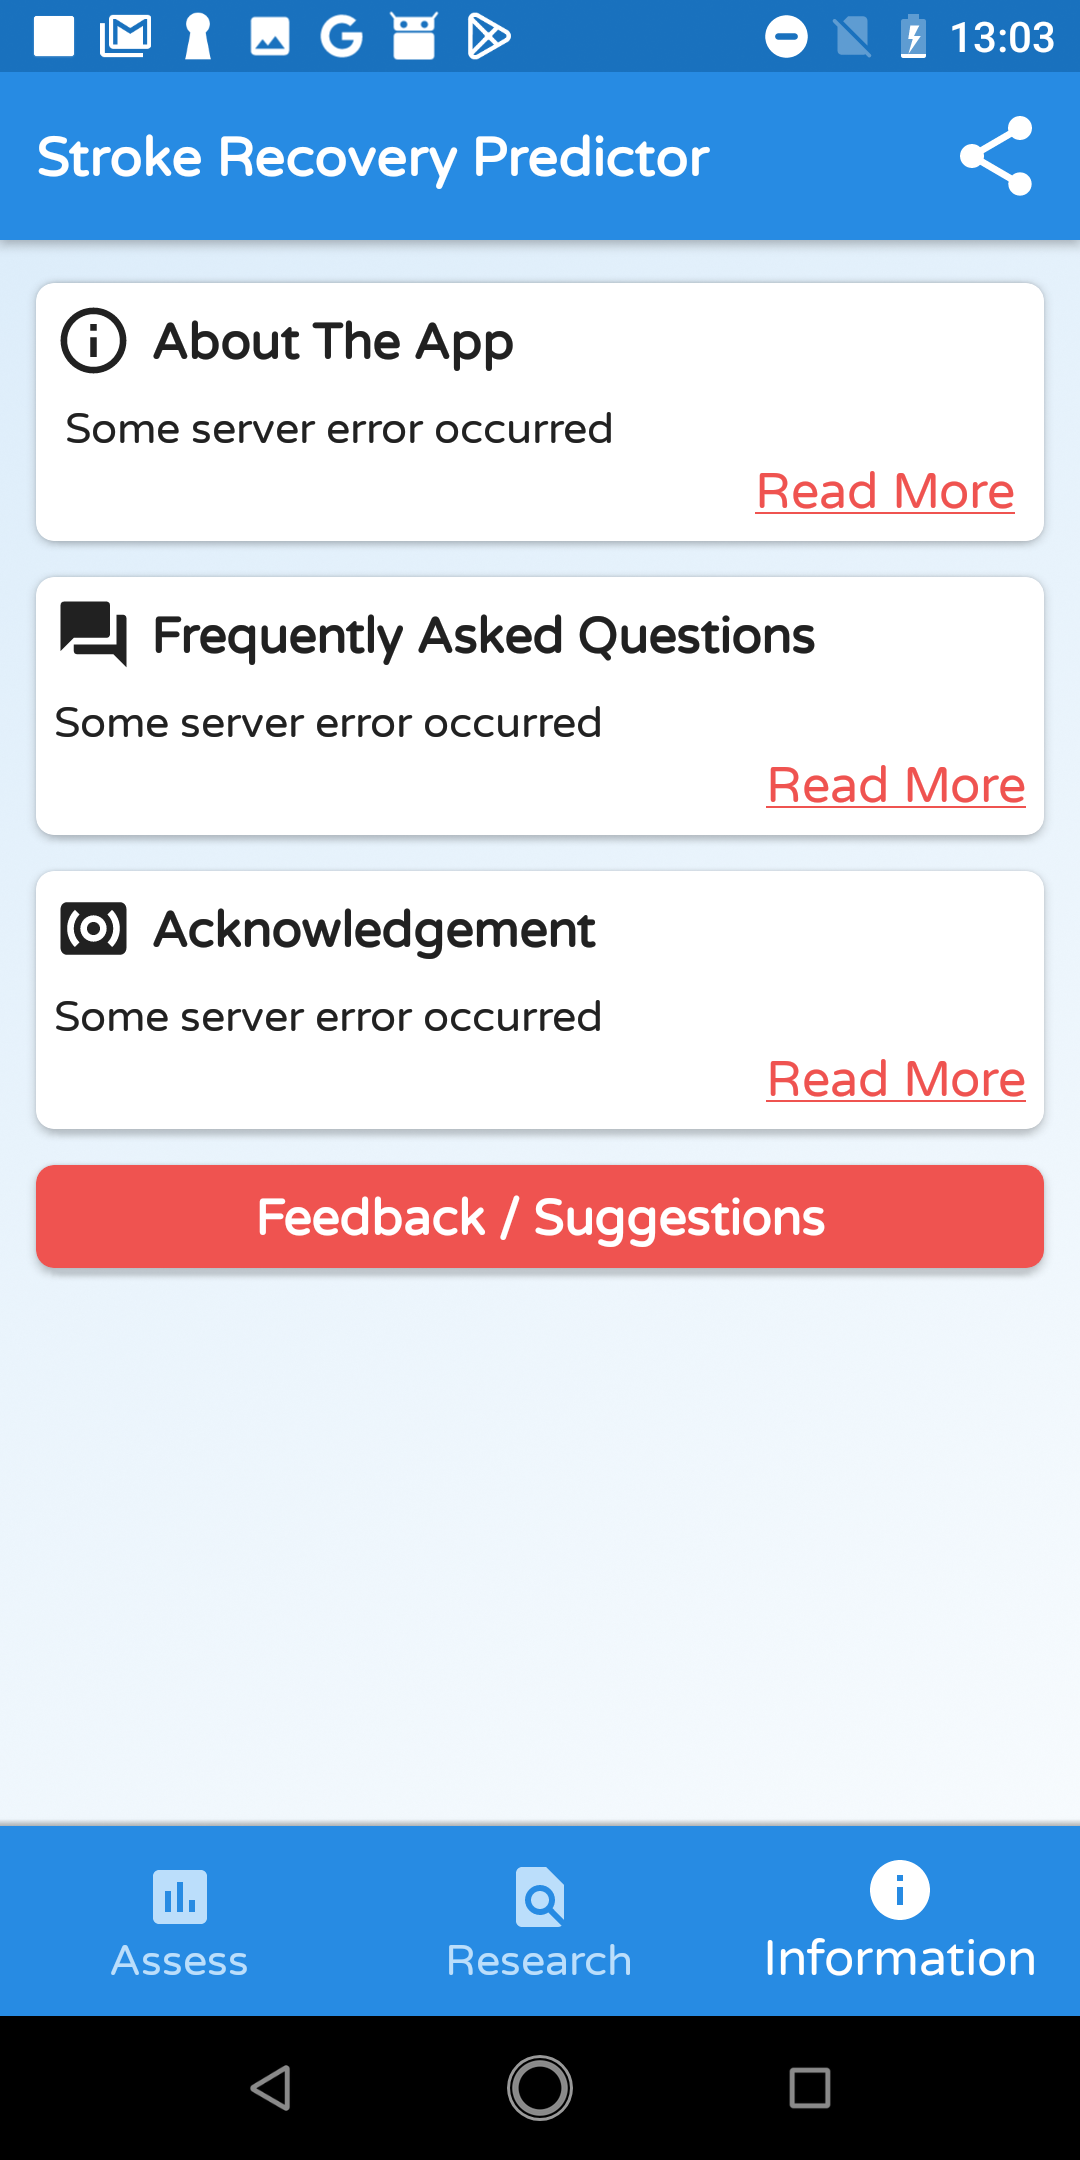 13:03
Stroke Recovery Predictor
About The App
Some server error occurred
Read More
Frequently Asked Questions
Some server error occurred
Read More
Acknowledgement
Some server error occurred
Read More
Feedback / Suggestions
Assess
Research
Information